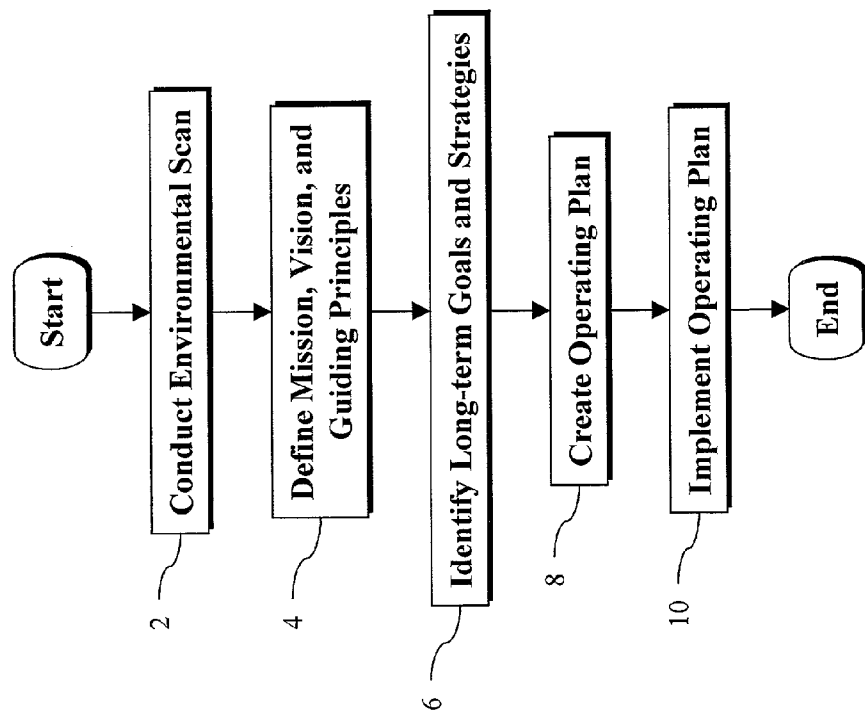 Start
2
Conduct Environmental Scan
4
Define Mission, Vision, and
Guiding Principles
6
Identify Long-term Goals and Strategies
8
Create Operating Plan
10
Implement Operating Plan
End